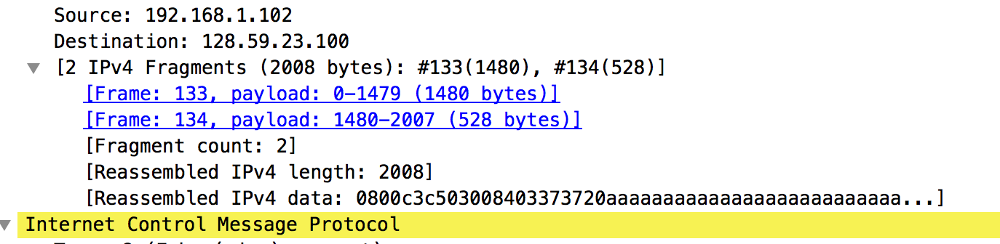 Source: 192.168.1.102
Destination: 128.59.23.100
[2 IPv4 Fragments (2008 bytes): #133(1480), #134(528)]
[Frame: 133, payload: 0-1479 (1480 bytes)]
[Frame: 134, payload: 1480-2007 (528 bytes)]
[Fragment count: 2]
[Reassembled IPv4 length: 2008]
[Reassembled IPv4 data: 0800c3c503008403373720aaaaaaaaaaaaaaaaaaaaaaaaaa...]
Internet Control Message Protocol